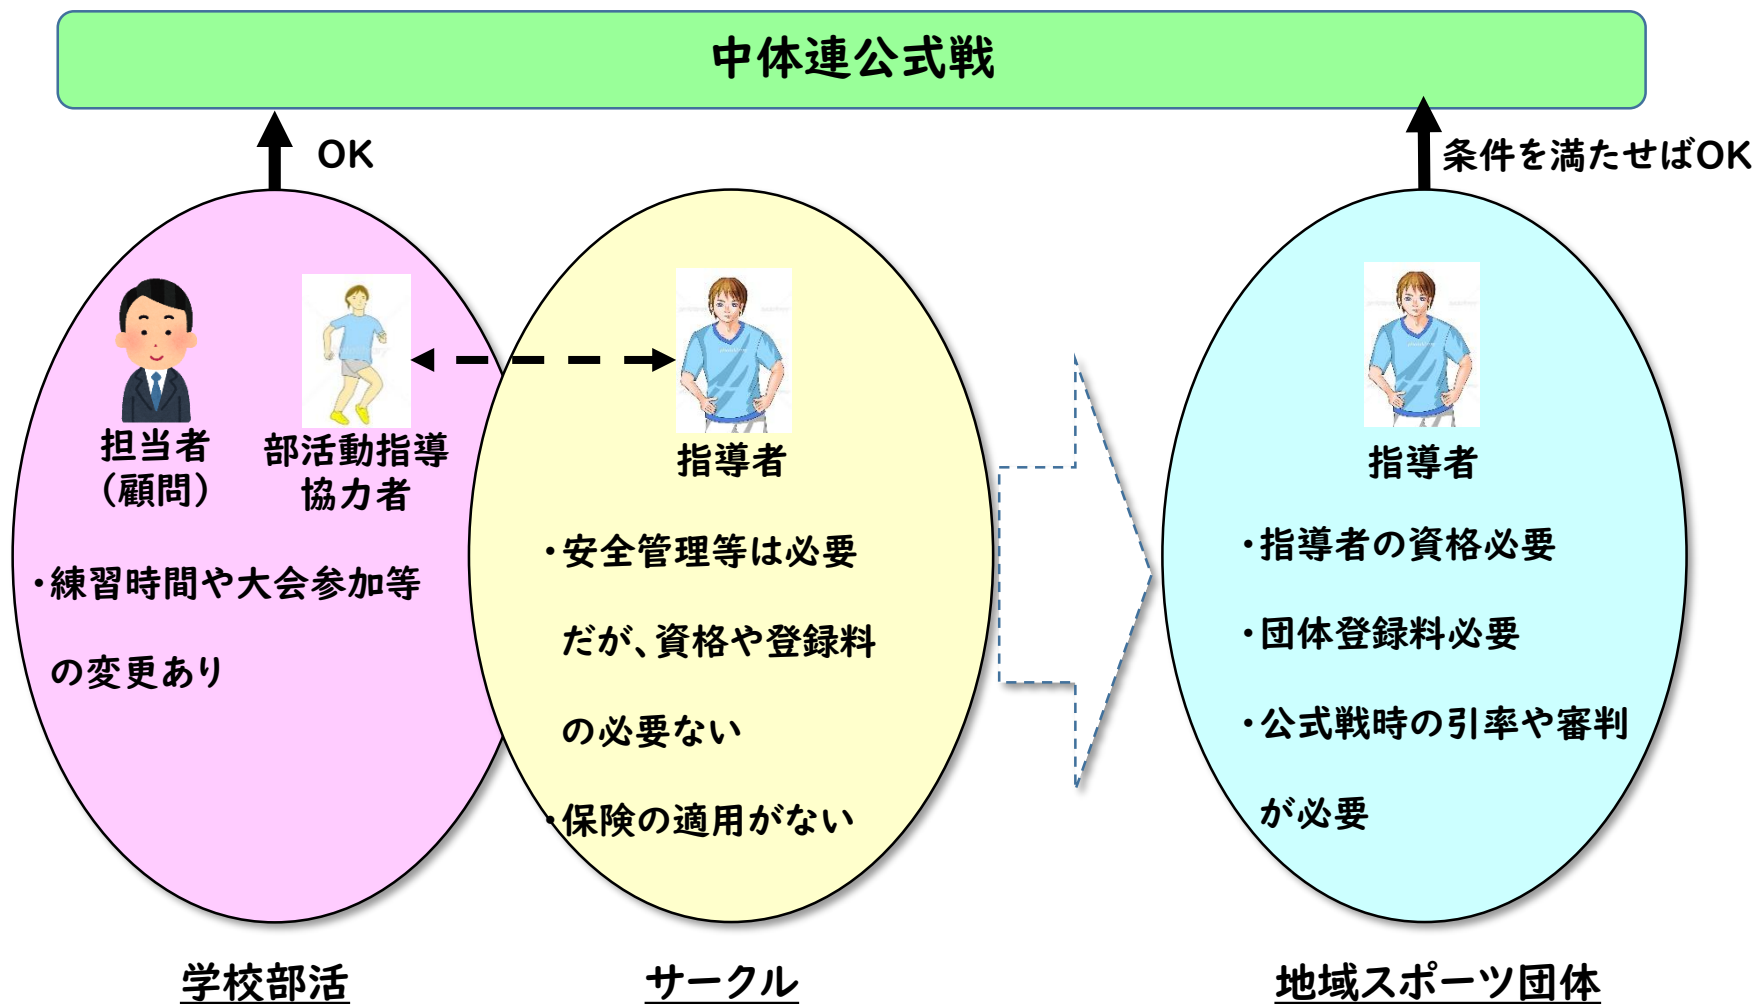 中体連公式戦
OK
条件を満たせばOK
担当者
（顧問）
部活動指導
協力者
・練習時間や大会参加等
の変更あり
指導者
・安全管理等は必要
だが、資格や登録料
の必要ない
・保険の適用がない
指導者
・指導者の資格必要
・団体登録料必要
・公式戦時の引率や審判
が必要
学校部活
サークル
地域スポーツ団体